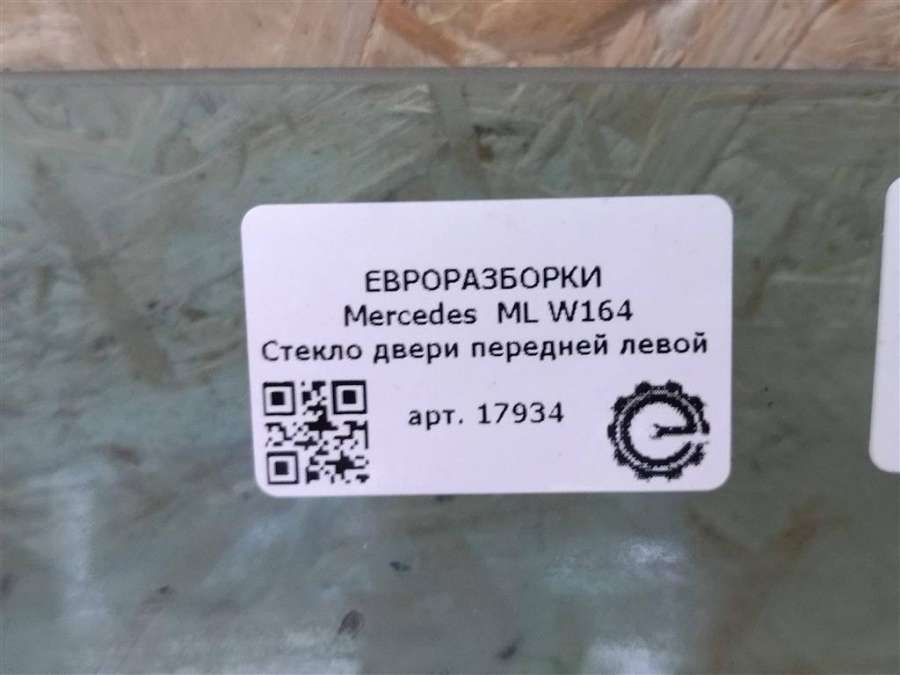 ЕВРОРАЗБОРКИ
Mercedes ML W164
Стекло двери передней левой
арт. 17934